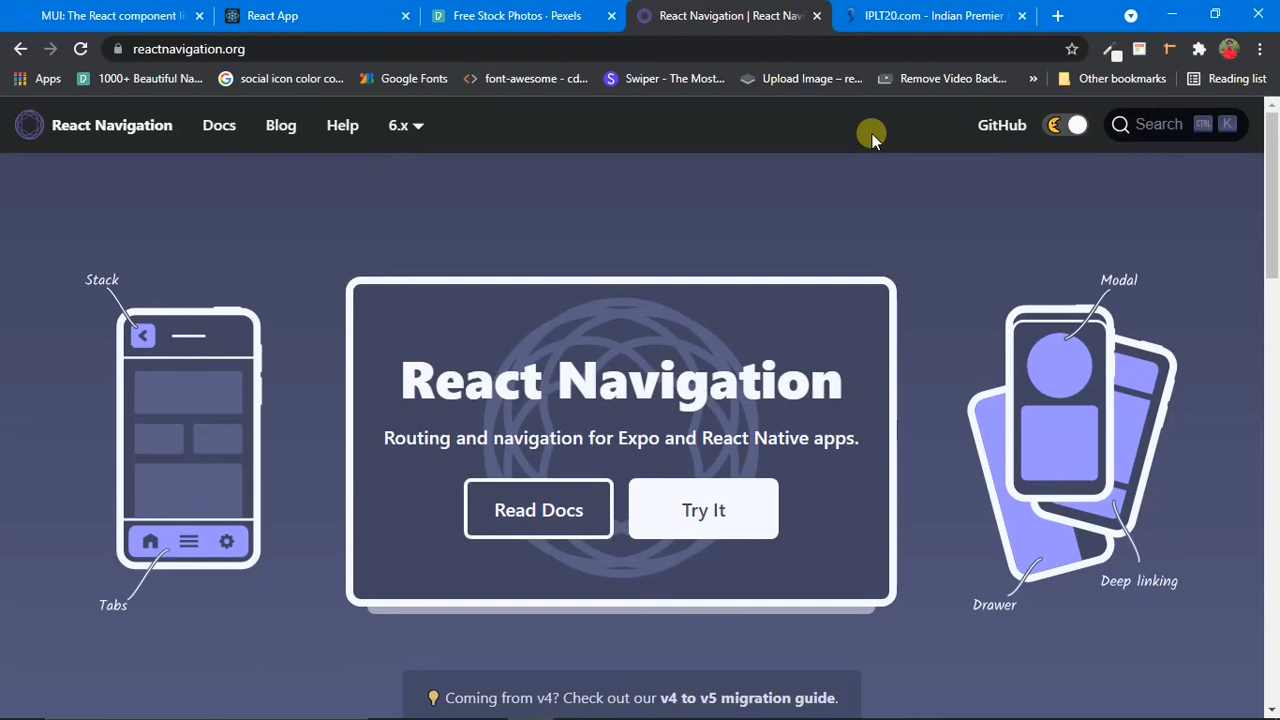 MUI: The React component li
React App
Free Stock Photos - Pexels
React Navigation | React Nav
IPLT20.com - Indian Premier
reactnavigation.org
Apps
1000+ Beautiful Na...
social icon color co...
Google Fonts
font-awesome - cd...
Swiper - The Most...
Upload Image – re...
Remove Video Back...
»
Other bookmarks
Reading list
React Navigation
Docs
Blog
Help
6.x
GitHub
Search CTRL K
Stack
Tabs
React Navigation
Routing and navigation for Expo and React Native apps.
Read Docs
Try It
Modal
Deep linking
Drawer
Coming from v4? Check out our v4 to v5 migration guide.